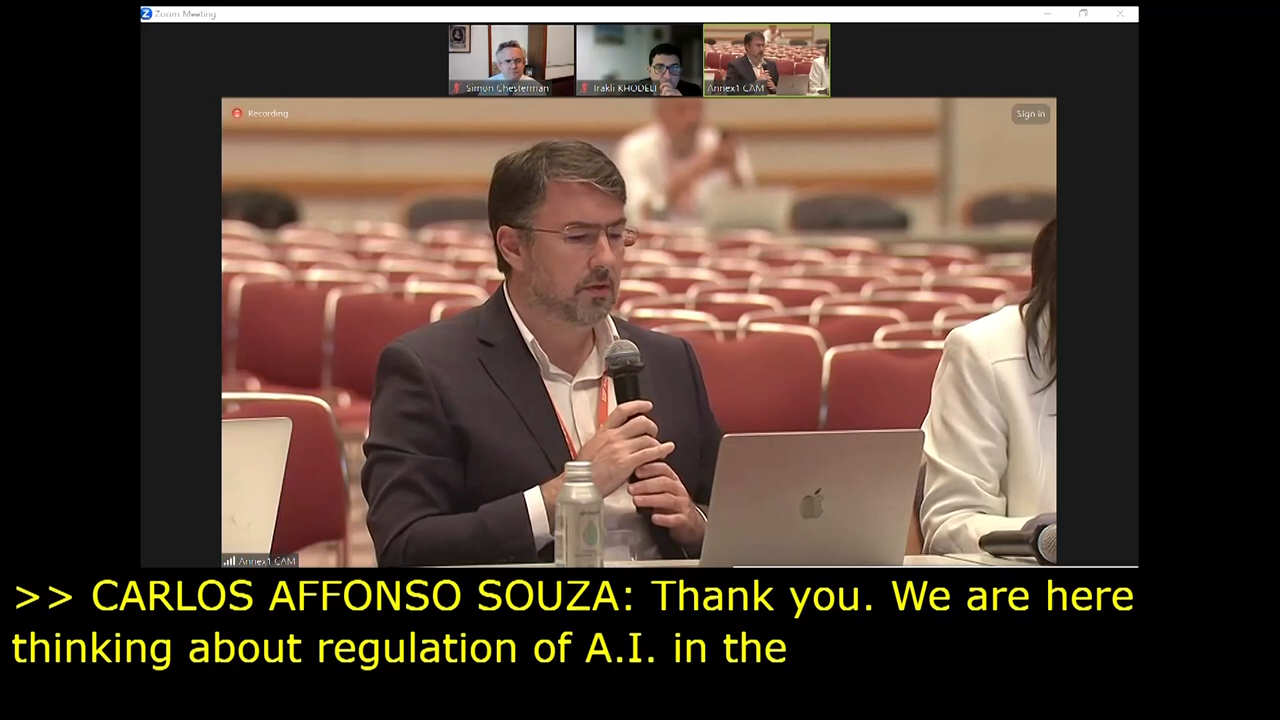 Zoom Meeting
Simon Chesterman
Irakli KHODELI
Annex1 CAM
Recording
Sign in
Annex1 CAM
>> CARLOS AFFONSO SOUZA: Thank you. We are here
thinking about regulation of A.I. in the